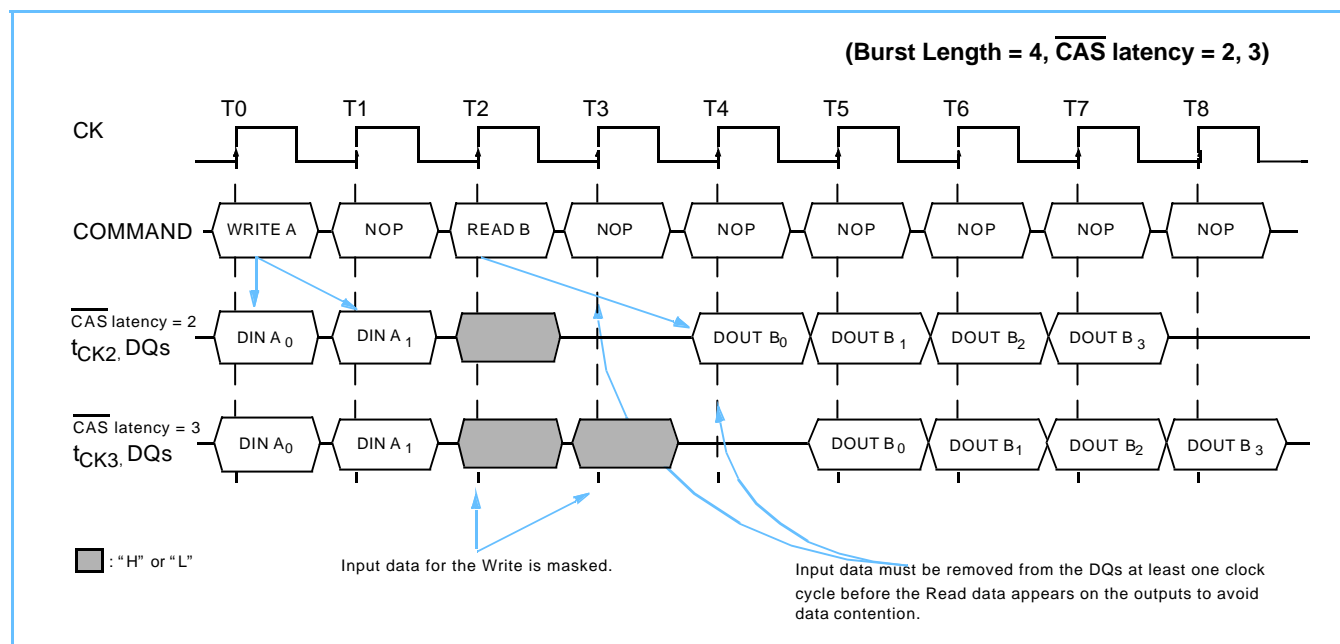 (Burst Length = 4, CAS latency = 2, 3)
T0 T1 T2 T3 T4 T5 T6 T7 T8
CK
COMMAND WRITE A NOP READ B NOP NOP NOP NOP NOP NOP
CAS latency = 2
tCK2, DQs DIN A0 DIN A1 DOUT B0 DOUT B1 DOUT B2 DOUT B3
CAS latency = 3
tCK3, DQs DIN A0 DIN A1 DOUT B0 DOUT B1 DOUT B2 DOUT B3
: “H” or “L”
Input data for the Write is masked.
Input data must be removed from the DQs at least one clock
cycle before the Read data appears on the outputs to avoid
data contention.